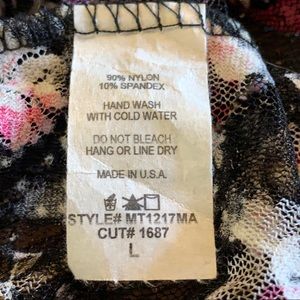 90% NYLON
10% SPANDEX
HAND WASH
WITH COLD WATER
DO NOT BLEACH
HANG OR LINE DRY
MADE IN U.S.A.
STYLE# MT1217MA
CUT# 1687
L